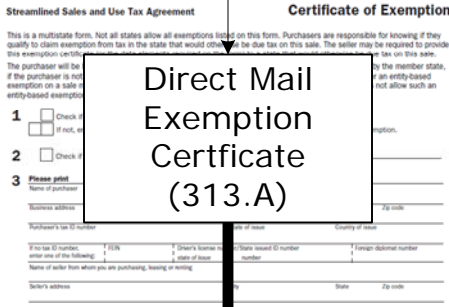 Streamlined Sales and Use Tax Agreement
Certificate of Exemption
This is a multistate form. Not all states allow all exemptions listed on this form. Purchasers are responsible for knowing if they
qualify to claim exemption from tax in the state that would otherwise be due tax on this sale. The seller may be required to provide
this exemption certificate
tax on this sale.
The purchaser will be
by the member state,
if the purchaser is not
an entity-based
exemption on a sale
not allow such an
entity-based exemption
Direct Mail
Exemption
Certficate
(313.A)
1
Check if
If not, en
mption.
2
Check if
3
Please print
Name of purchaser
Business address
Zip code
Purchaser's tax ID number
State of issue
Country of issue
If no tax ID number,
enter one of the following:
FEIN
Driver's license
/State issued ID number
state of issue
number
Foreign diplomat number
Name of seller from whom you are purchasing, leasing or renting
Seller's address
State
Zip code